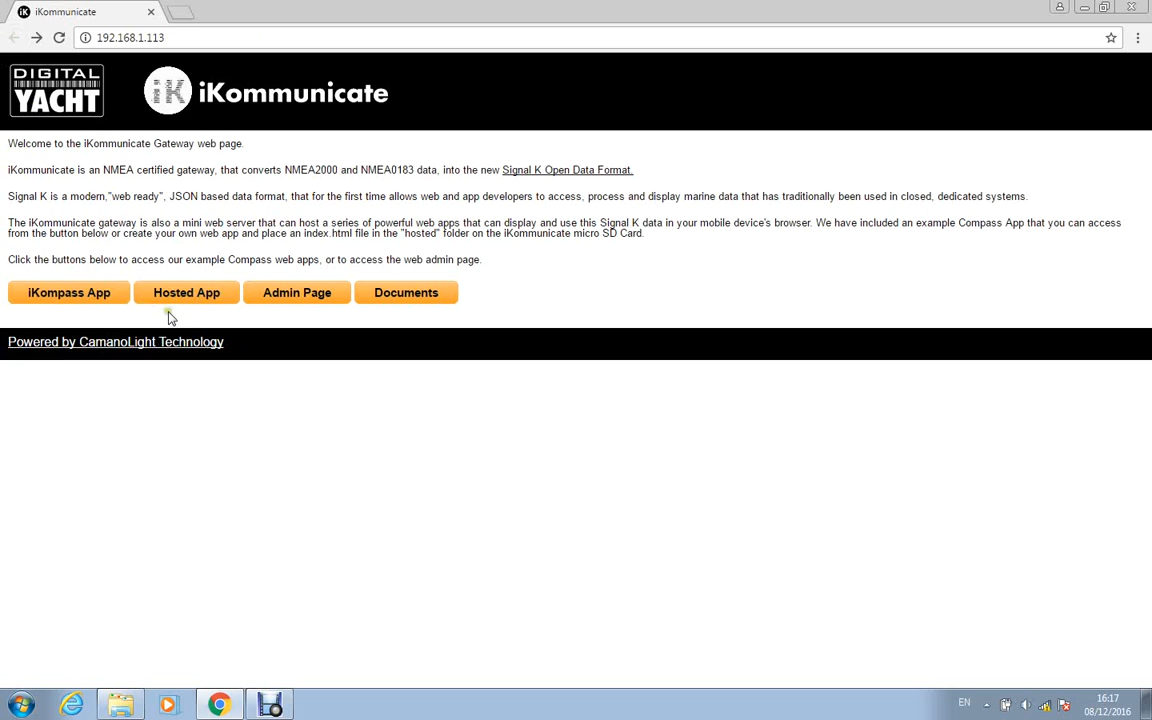 iKommunicate
192.168.1.113
DIGITAL
YACHT
iK iKommunicate
Welcome to the iKommunicate Gateway web page.
iKommunicate is an NMEA certified gateway, that converts NMEA2000 and NMEA0183 data, into the new Signal K Open Data Format.
Signal K is a modern,"web ready", JSON based data format, that for the first time allows web and app developers to access, process and display marine data that has traditionally been used in closed, dedicated systems.
The iKommunicate gateway is also a mini web server that can host a series of powerful web apps that can display and use this Signal K data in your mobile device's browser. We have included an example Compass App that you can access
from the button below or create your own web app and place an index.html file in the "hosted" folder on the iKommunicate micro SD Card.
Click the buttons below to access our example Compass web apps, or to access the web admin page.
iKompass App Hosted App Admin Page Documents
Powered by CamanoLight Technology
EN 16:17
08/12/2016